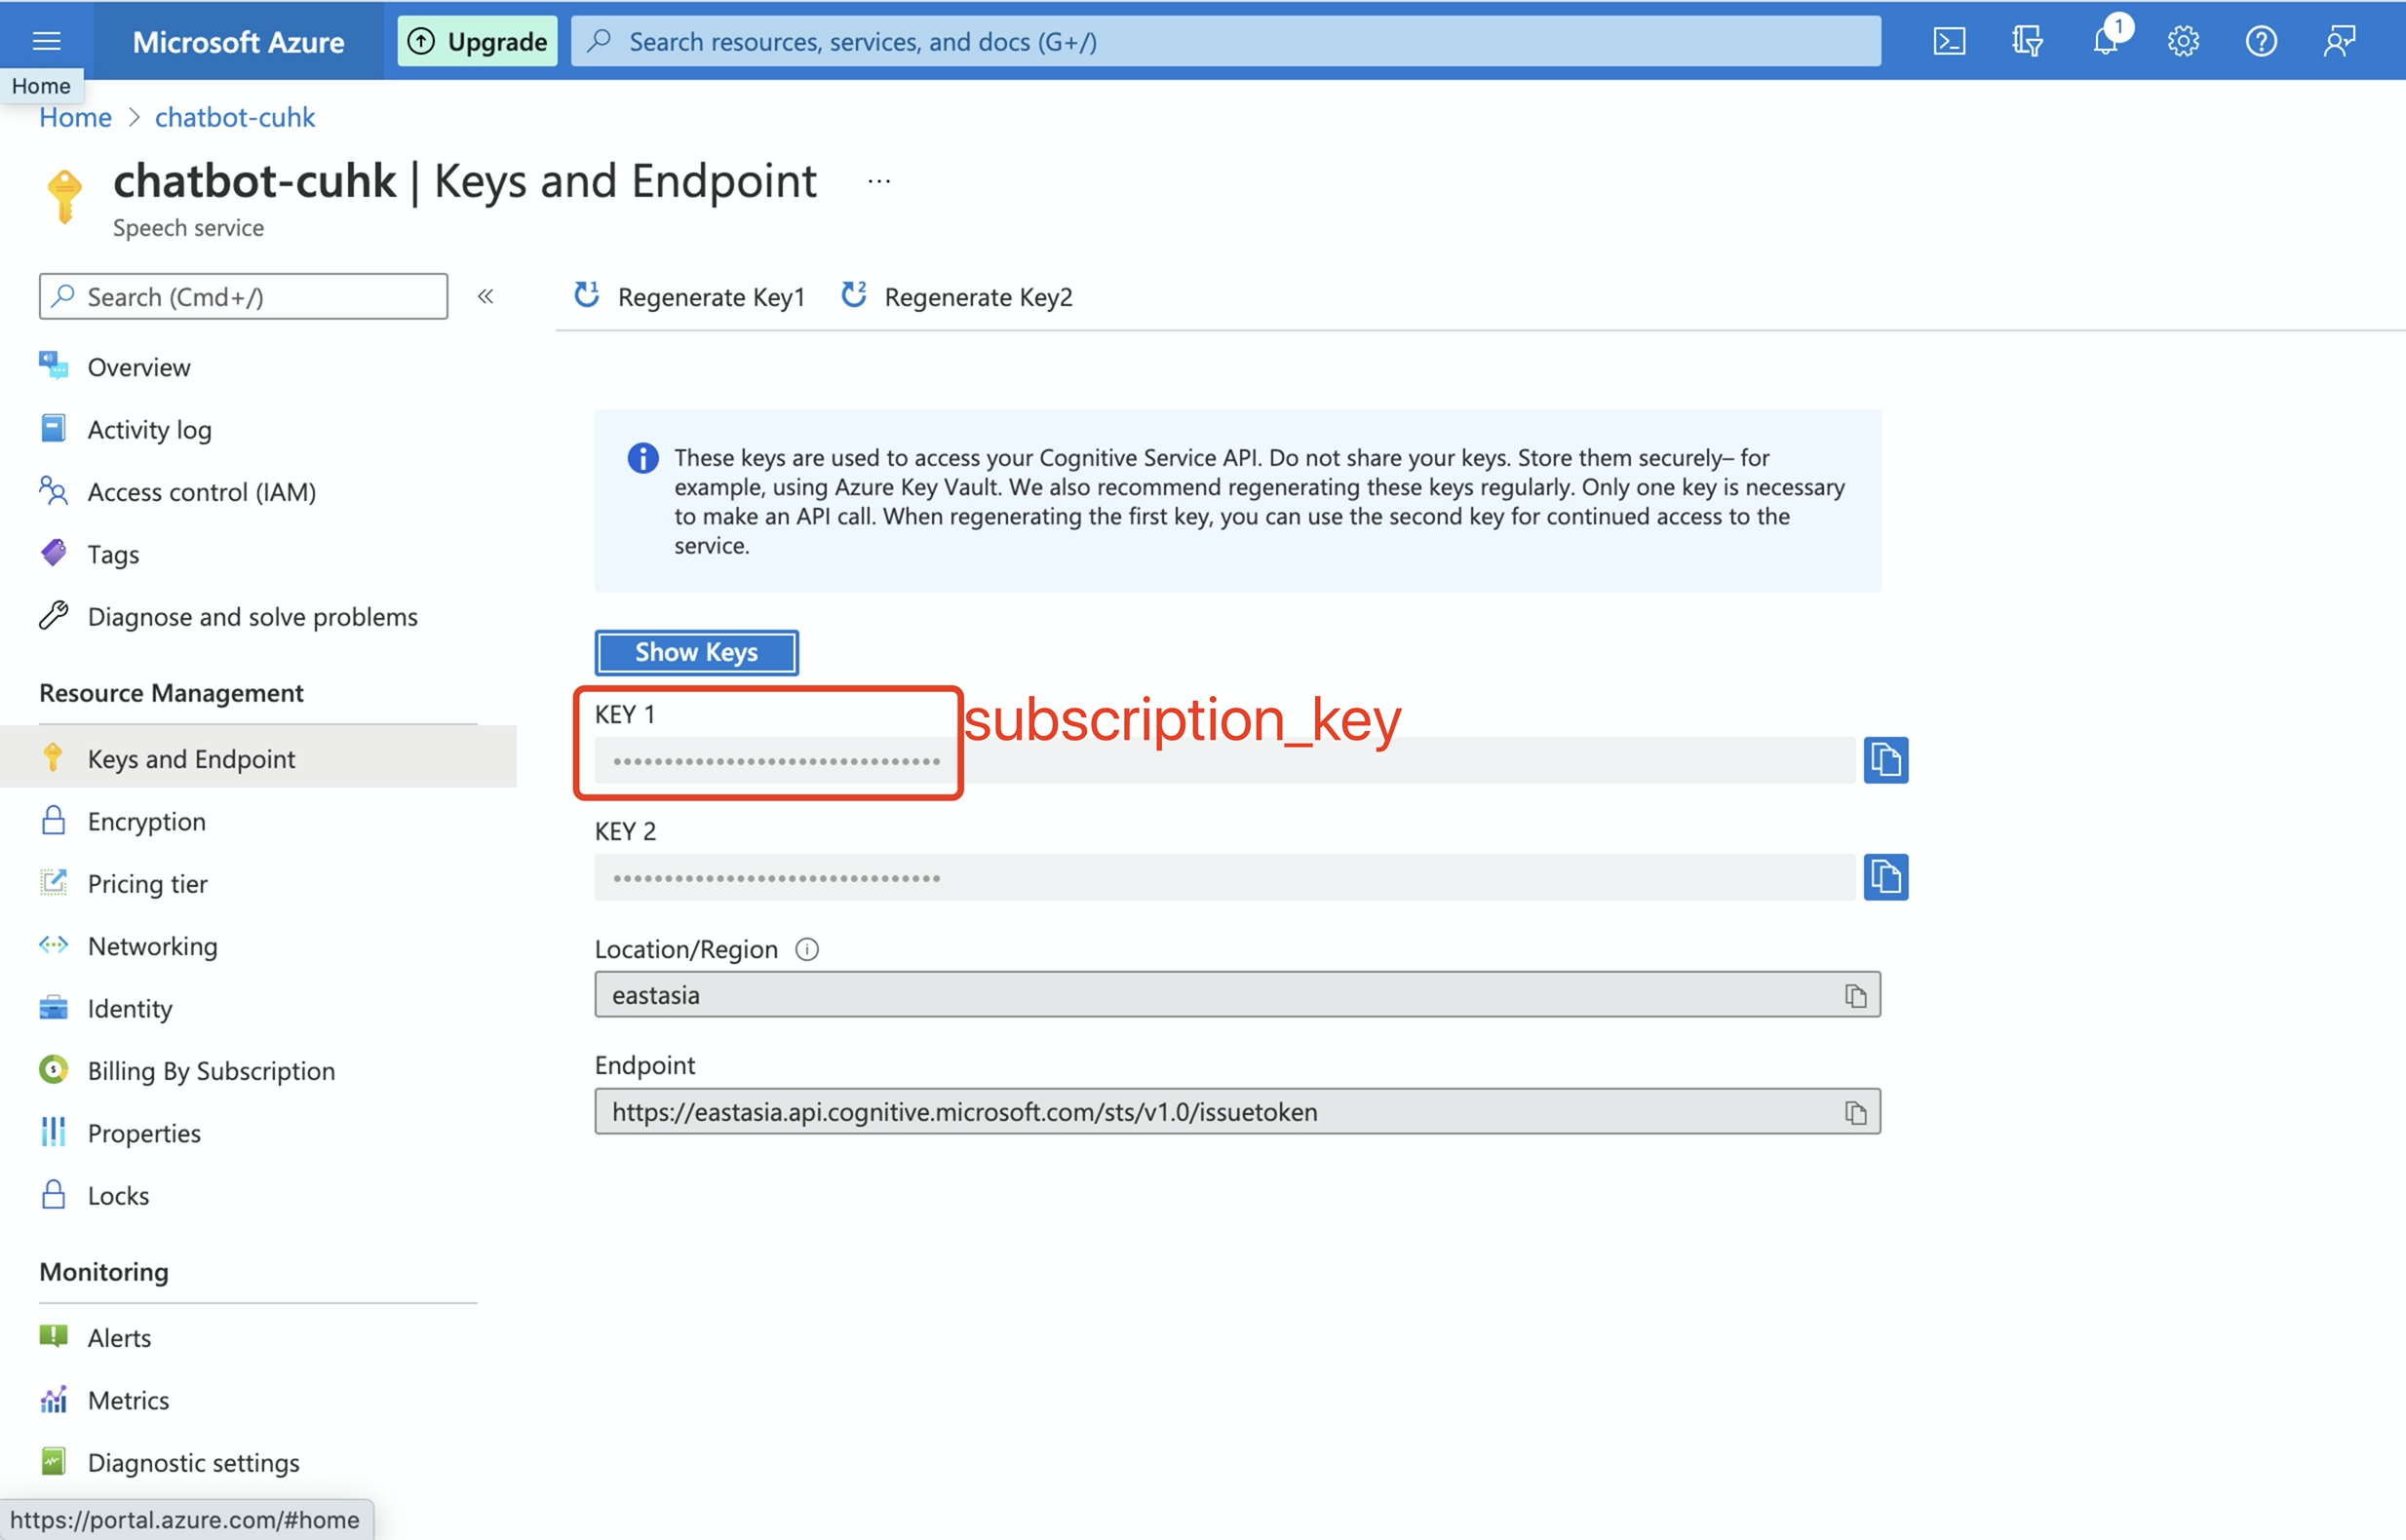 Microsoft Azure
Upgrade
Search resources, services, and docs (G+/)
1
Home
Home > chatbot-cuhk
chatbot-cuhk | Keys and Endpoint ...
Speech service
Search (Cmd+/)
«
1 Regenerate Key1
2 Regenerate Key2
Overview
Activity log
Access control (IAM)
Tags
Diagnose and solve problems
Resource Management
Keys and Endpoint
Encryption
Pricing tier
Networking
Identity
Billing By Subscription
Properties
Locks
Monitoring
Alerts
Metrics
Diagnostic settings
https://portal.azure.com/#home
These keys are used to access your Cognitive Service API. Do not share your keys. Store them securely– for
example, using Azure Key Vault. We also recommend regenerating these keys regularly. Only one key is necessary
to make an API call. When regenerating the first key, you can use the second key for continued access to the
service.
Show Keys
KEY 1
subscription_key
••••••••••••••••••••••••••••••••
KEY 2
••••••••••••••••••••••••••••••••
Location/Region
eastasia
Endpoint
https://eastasia.api.cognitive.microsoft.com/sts/v1.0/issuetoken